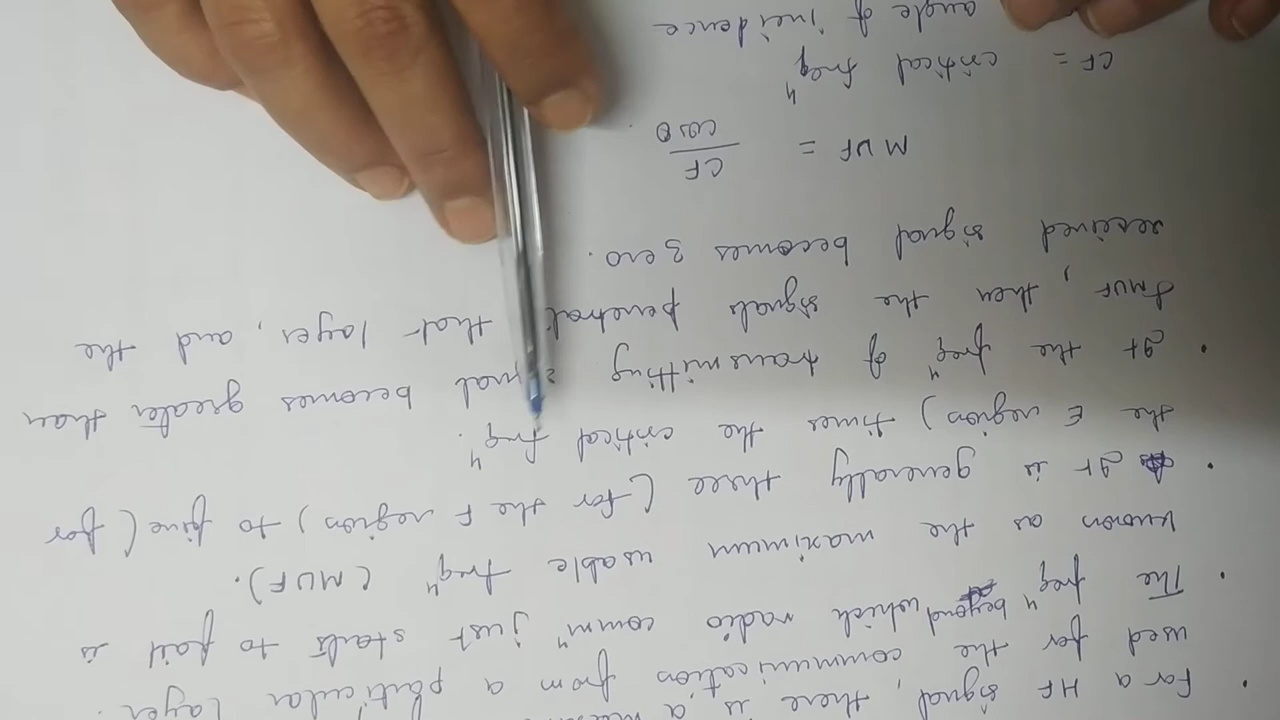 For a HF signal, there is a
used for the communication from a particular layer.
The freqⁿ beyond which radio commⁿ just starts to fail is
known as the maximum usable freqⁿ (MUF).
It is generally three (for the F region) to five (for
the E region) times the critical freqⁿ.
If the freqⁿ of transmitting becomes greater than
MUF, then the signals that layer, and the
received signal becomes zero.
MUF = CF / cosθ
CF = critical freqⁿ
angle of incidence